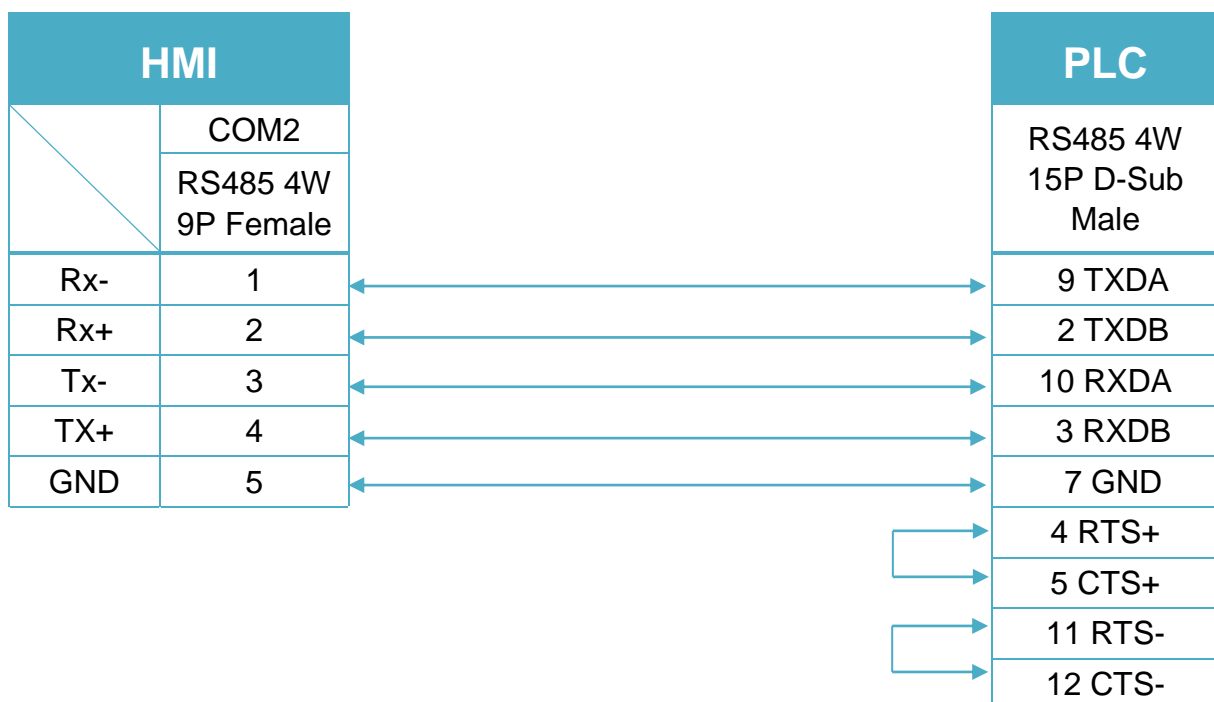 HMI
PLC
COM2
RS485 4W
9P Female
RS485 4W
15P D-Sub
Male
Rx- 1 9 TXDA
Rx+ 2 2 TXDB
Tx- 3 10 RXDA
TX+ 4 3 RXDB
GND 5 7 GND
4 RTS+
5 CTS+
11 RTS-
12 CTS-